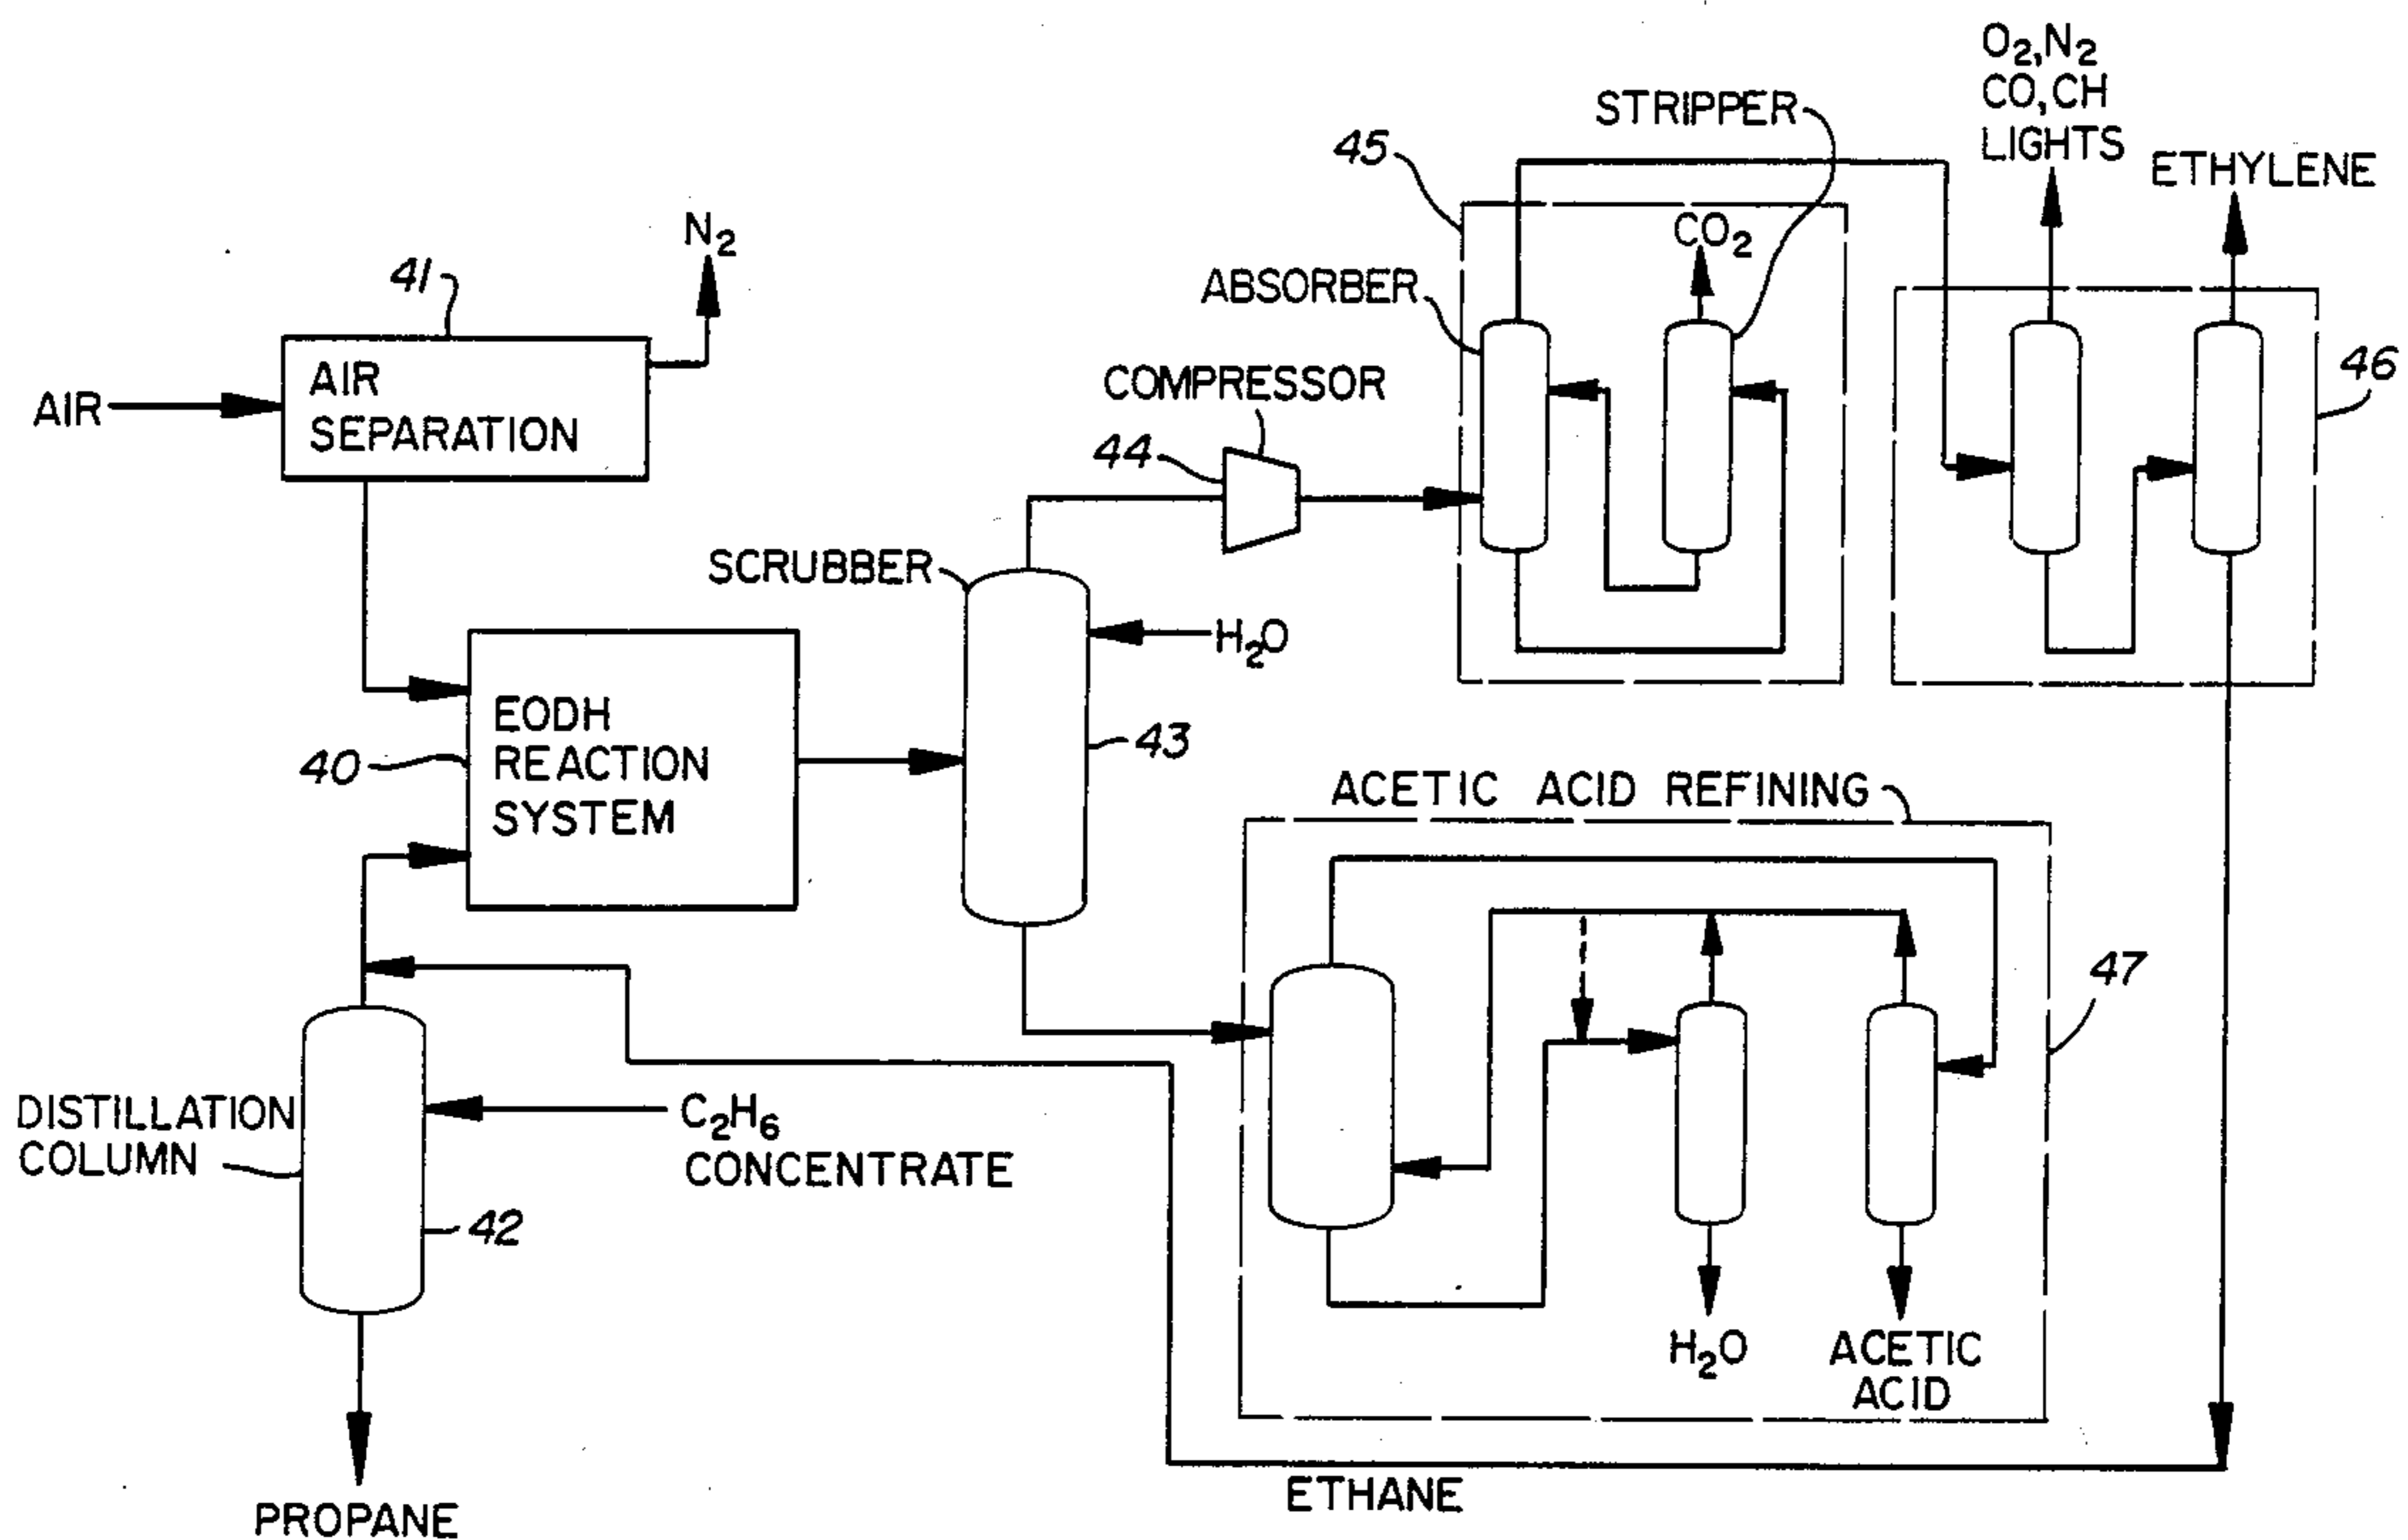 O2,N2
CO,CH
LIGHTS
STRIPPER
45
ETHYLENE
N2
CO2
41
ABSORBER
AIR
SEPARATION
AIR
COMPRESSOR
46
44
SCRUBBER
H2O
EODH
REACTION
SYSTEM
40
43
ACETIC ACID REFINING
47
DISTILLATION
COLUMN
C2H6
CONCENTRATE
42
H2O
ACETIC
ACID
ETHANE
PROPANE